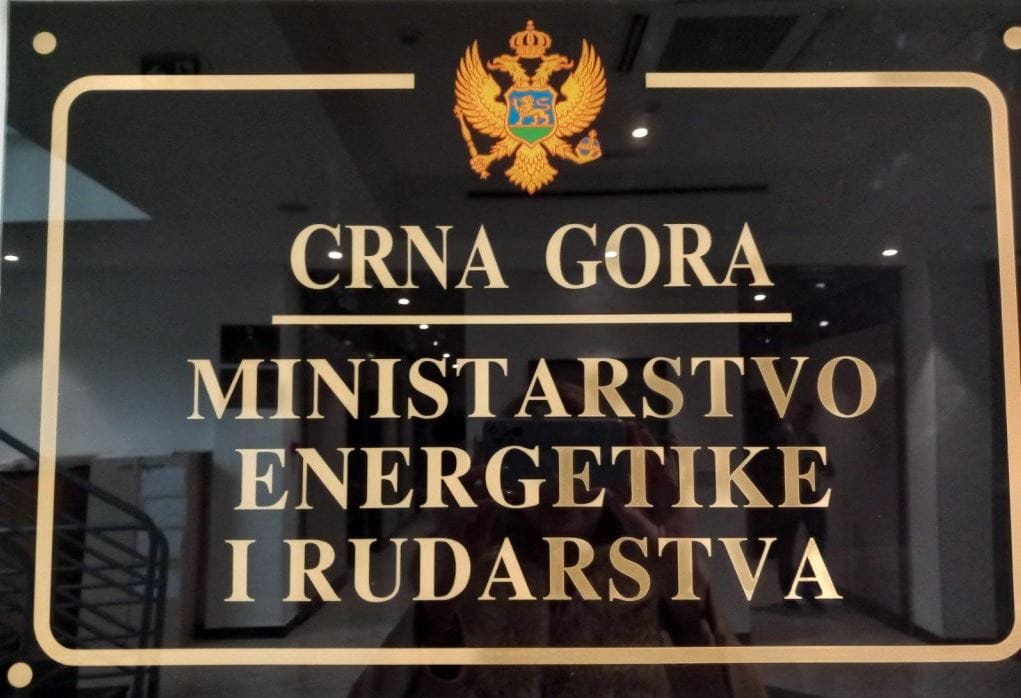 CRNA GORA
MINISTARSTVO
ENERGETIKE
I RUDARSTVA